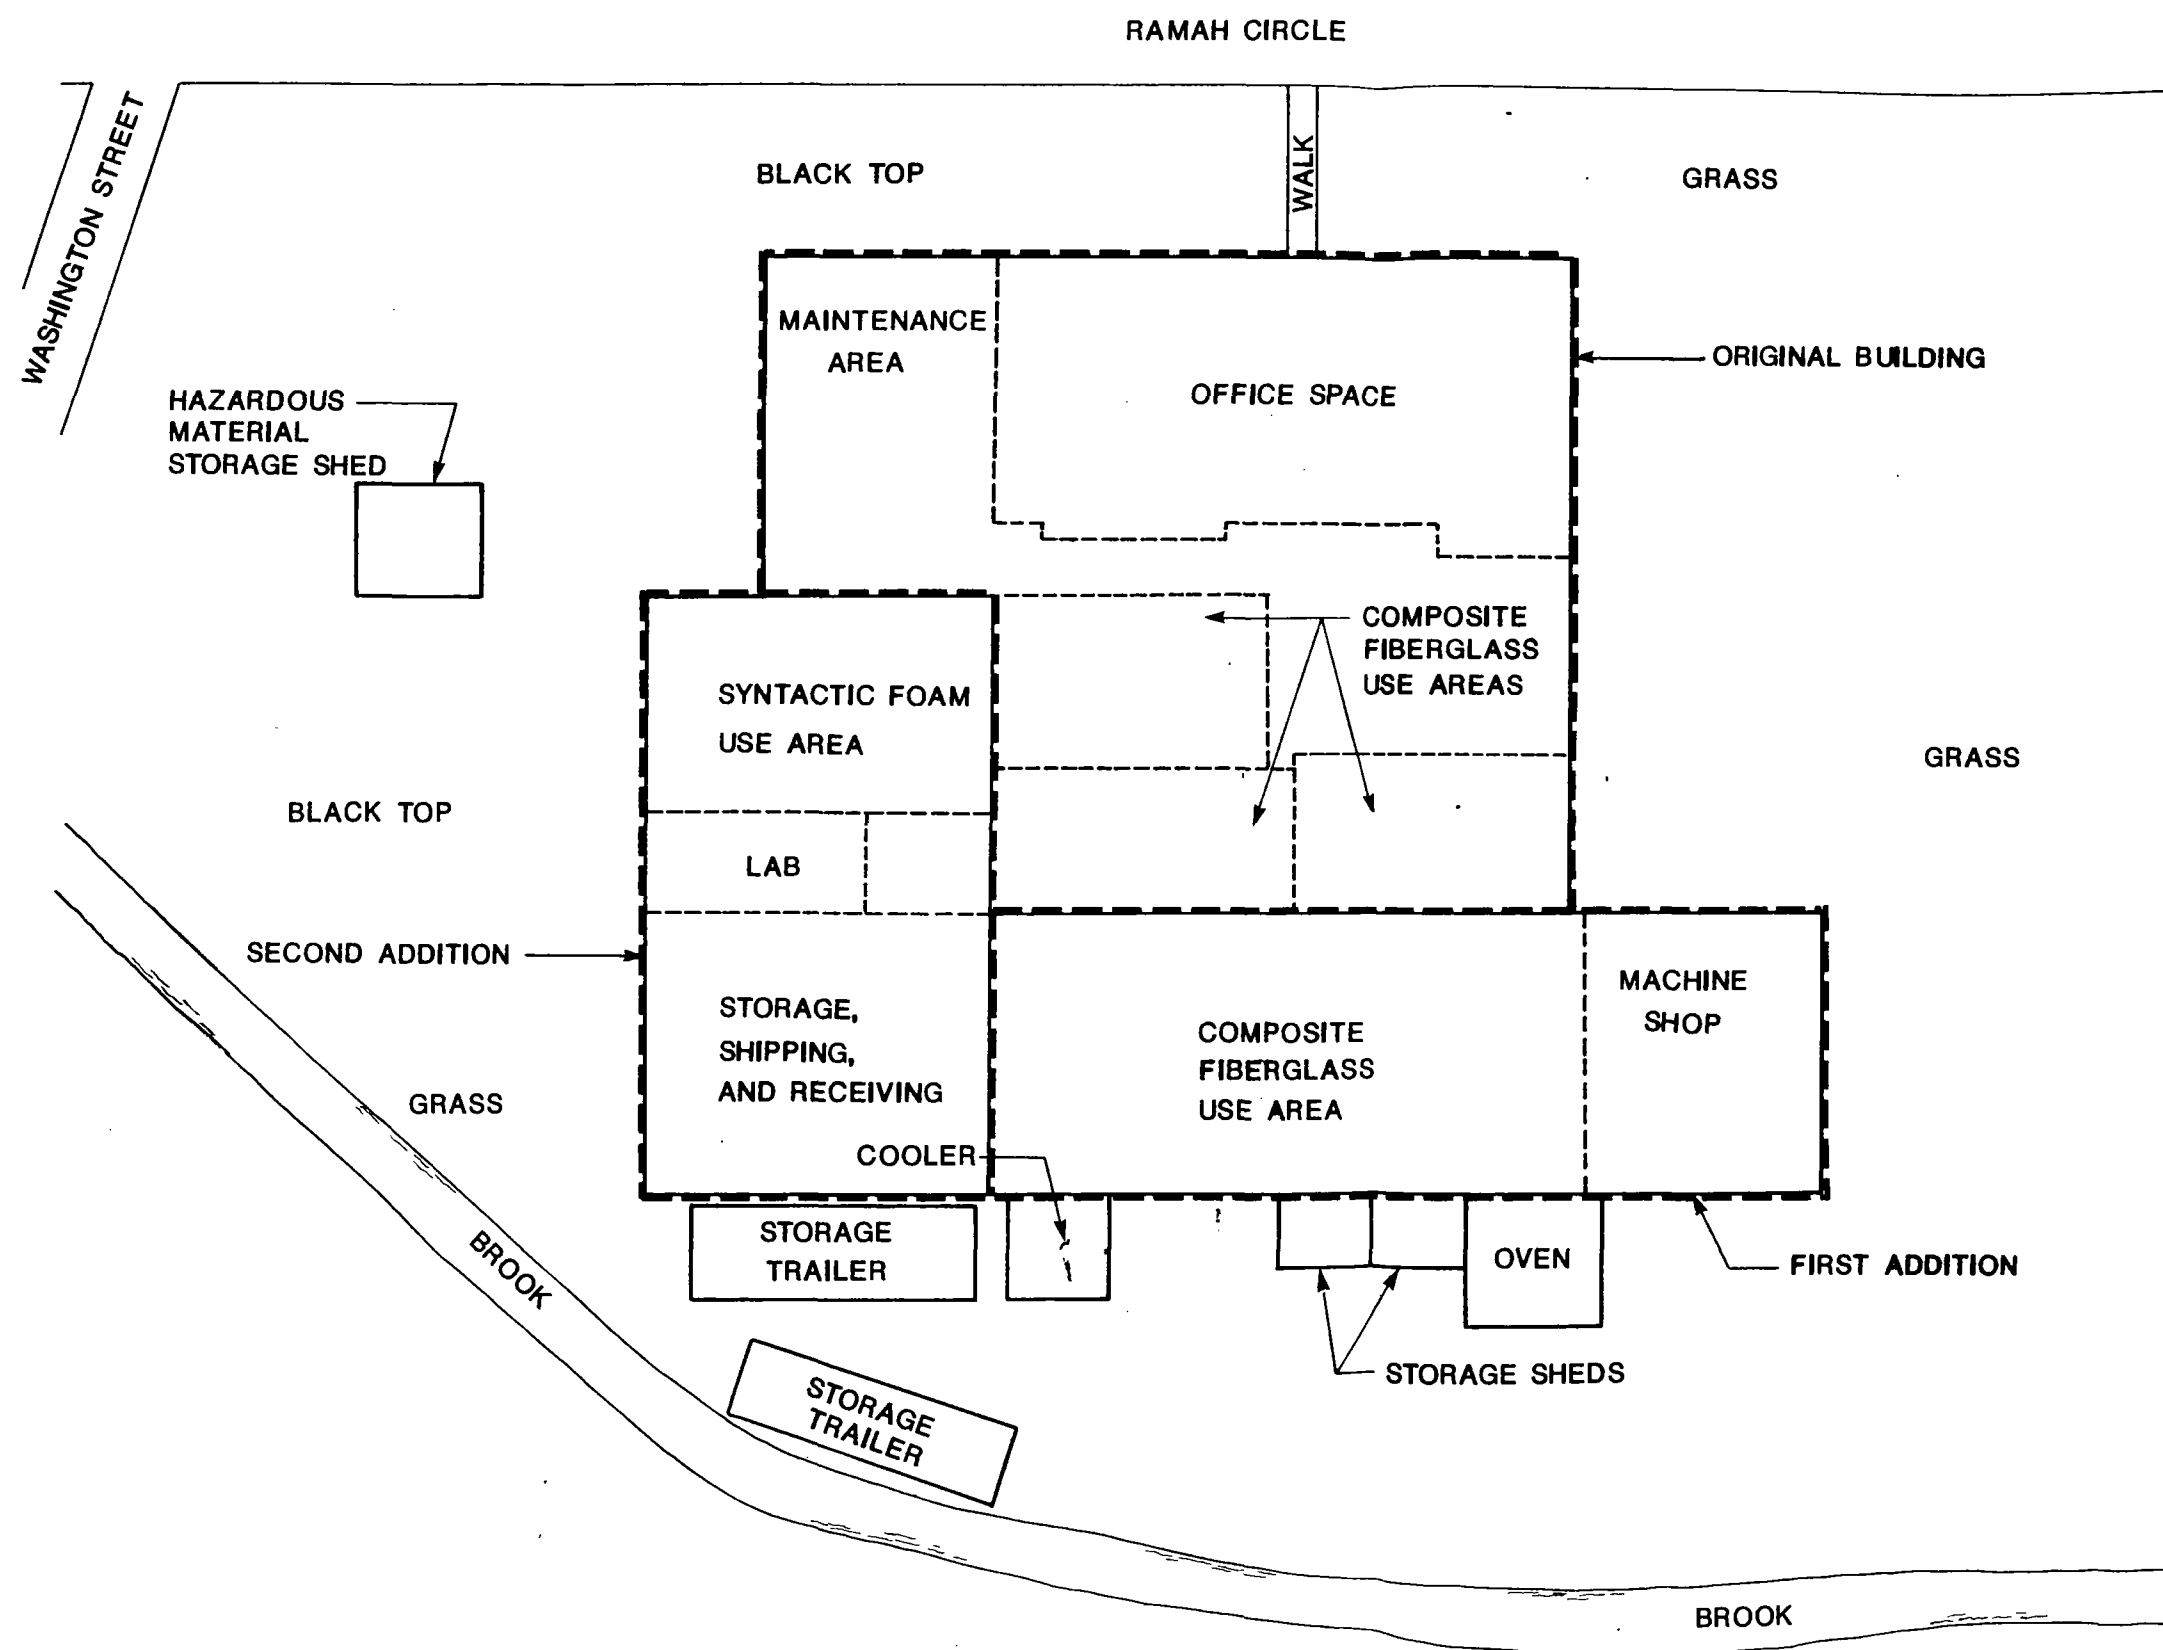 RAMAH CIRCLE
WASHINGTON STREET
BLACK TOP
WALK
GRASS
MAINTENANCE
AREA
OFFICE SPACE
ORIGINAL BUILDING
HAZARDOUS
MATERIAL
STORAGE SHED
COMPOSITE
FIBERGLASS
USE AREAS
SYNTACTIC FOAM
USE AREA
GRASS
BLACK TOP
LAB
SECOND ADDITION
MACHINE
SHOP
STORAGE,
SHIPPING,
AND RECEIVING
COMPOSITE
FIBERGLASS
USE AREA
GRASS
COOLER
STORAGE
TRAILER
OVEN
FIRST ADDITION
BROOK
STORAGE SHEDS
STORAGE
TRAILER
BROOK